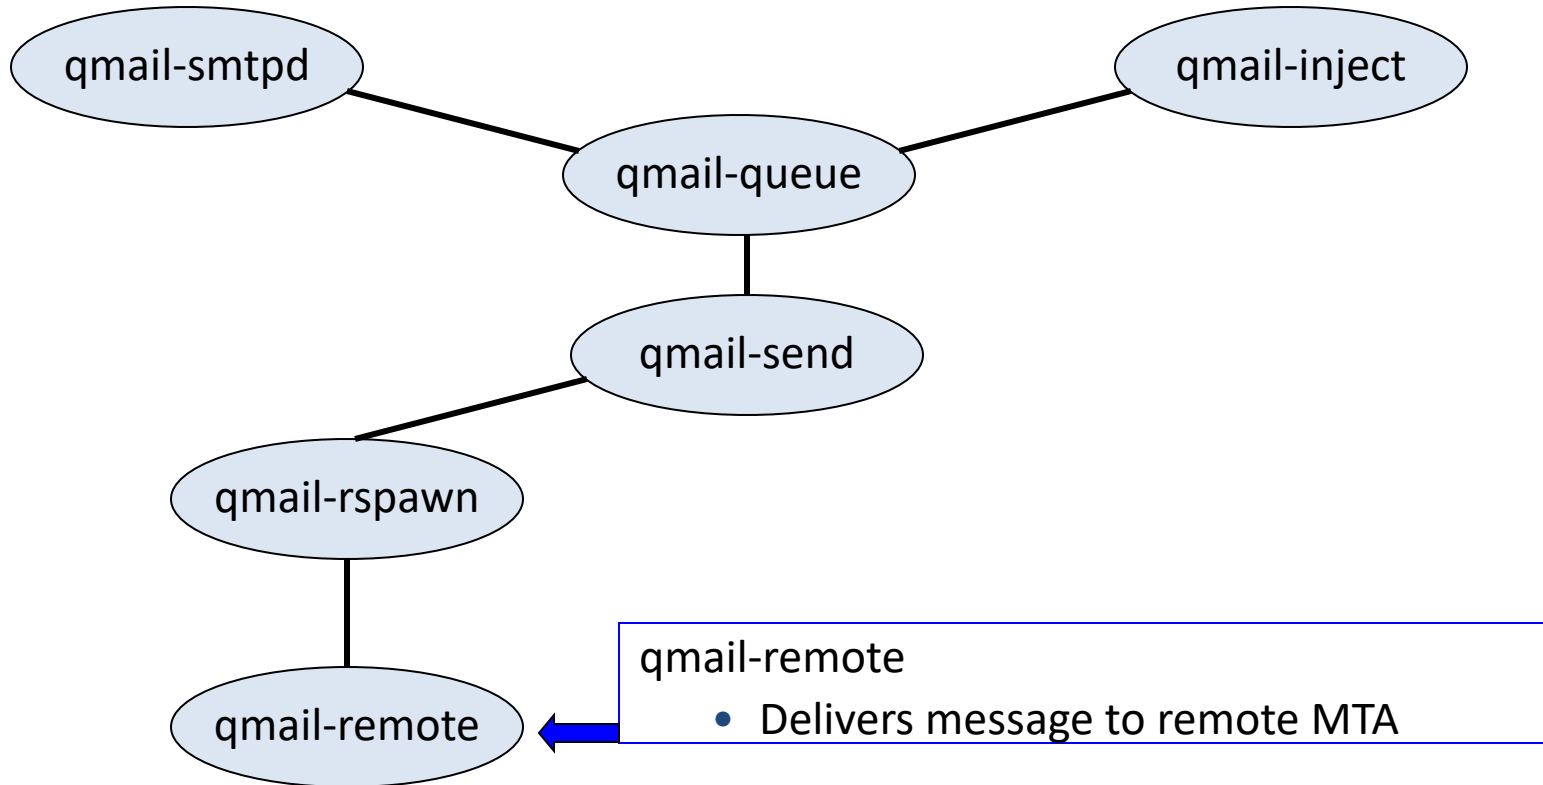 qmail-smtpd
qmail-inject
qmail-queue
qmail-send
qmail-rspawn
qmail-remote
• Delivers message to remote MTA
qmail-remote